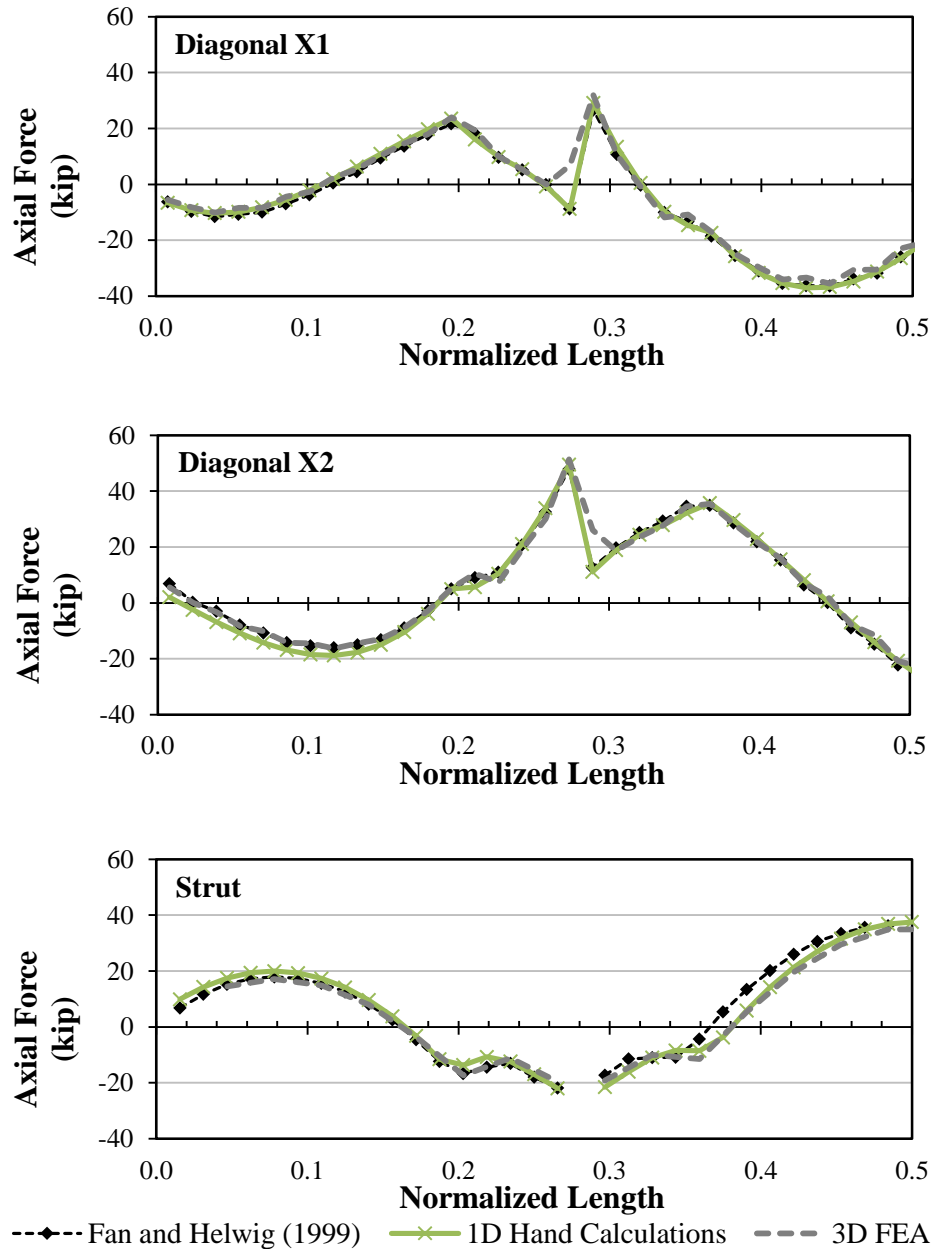 60
Diagonal X1
40
20
0
-20
-40
Axial Force
(kip)
0.0 0.1 0.2 0.3 0.4 0.5
Normalized Length
60
Diagonal X2
40
20
0
-20
-40
Axial Force
(kip)
0.0 0.1 0.2 0.3 0.4 0.5
Normalized Length
60
Strut
40
20
0
-20
-40
Axial Force
(kip)
0.0 0.1 0.2 0.3 0.4 0.5
Normalized Length
Fan and Helwig (1999) 1D Hand Calculations 3D FEA